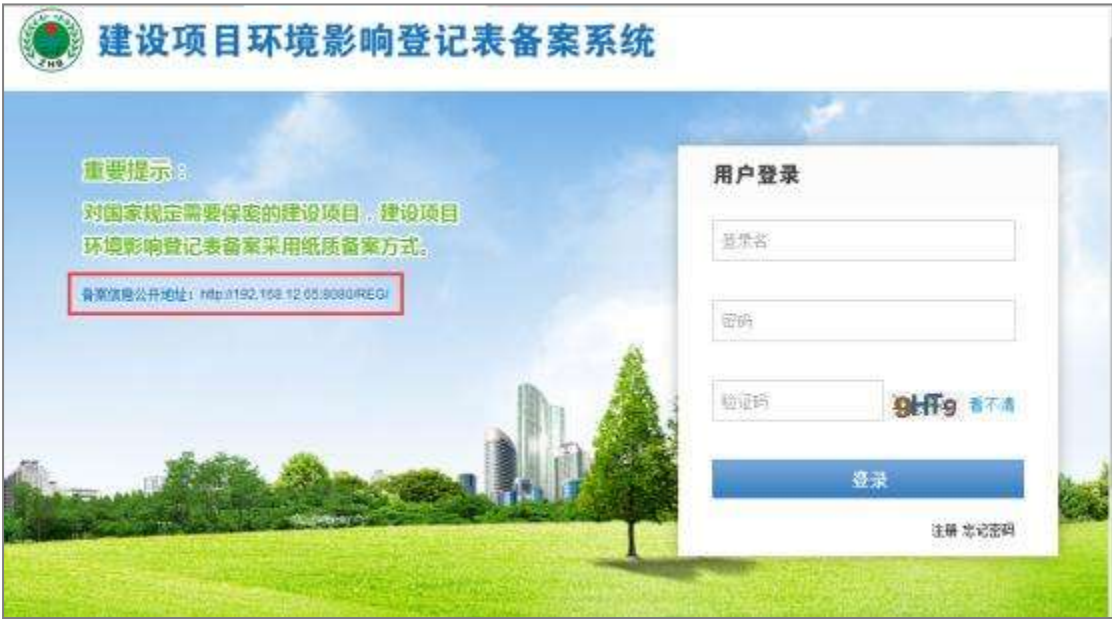 ZHB
建设项目环境影响登记表备案系统
重要提示：
对国家规定需要保密的建设项目，建设项目
环境影响登记表备案采用纸质备案方式。
备案信息公开地址：http://192.168.12.65:8080/REG/
用户登录
登录名
密码
验证码
9HTg 看不清
登录
注册 忘记密码